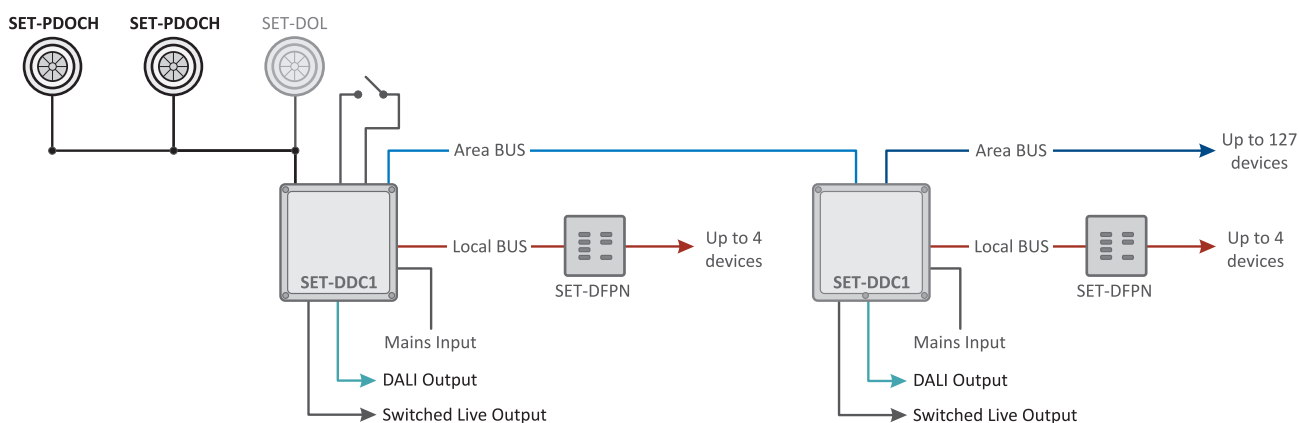 SET-PDOCH
SET-PDOCH
SET-DOL
Area BUS
Area BUS
Up to 127
devices
Local BUS
Up to 4
devices
Local BUS
Up to 4
devices
SET-DDC1
SET-DFPN
SET-DDC1
SET-DFPN
Mains Input
Mains Input
DALI Output
DALI Output
Switched Live Output
Switched Live Output